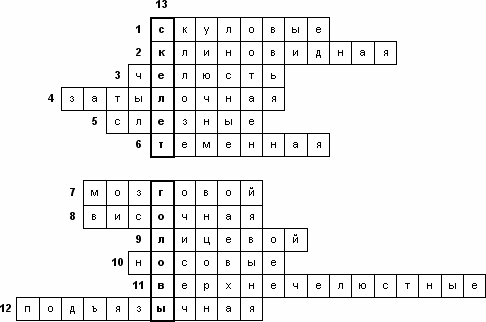 13
1 скуловые
2 клиновидная
3 челюсть
4 затылочная
5 слезные
6 теменная
7 мозговой
8 височная
9 лицевой
10 носовые
11 верхнечелюстные
12 подъязычная